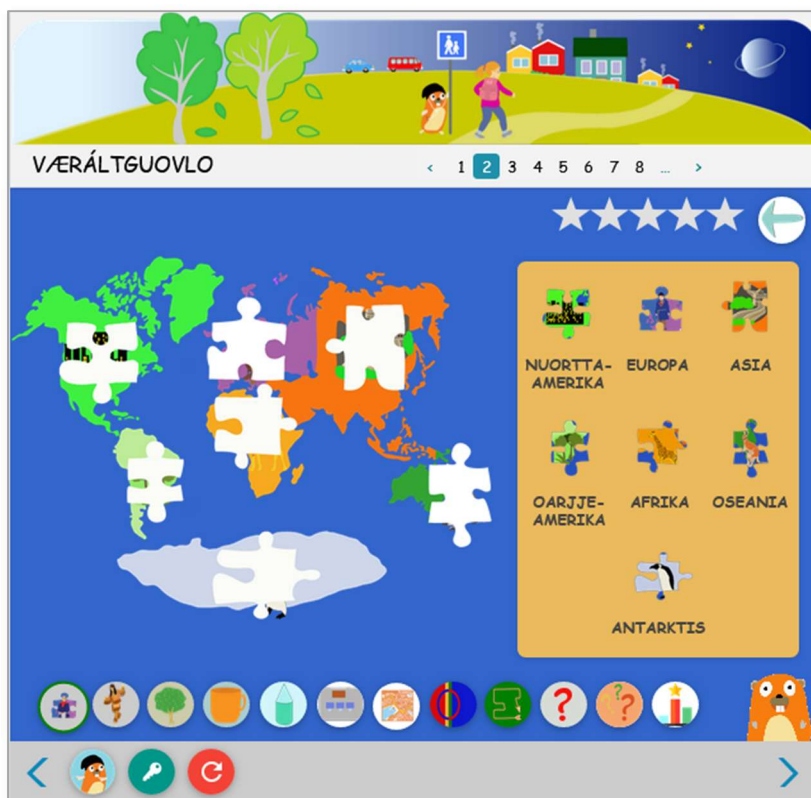 VÆRÁLTGUOVLO
‹ 1 2 3 4 5 6 7 8 ... ›
NUORTTA-
AMERIKA
EUROPA
ASIA
OARJJE-
AMERIKA
AFRIKA
OSEANIA
ANTARKTIS
?
? ? ?